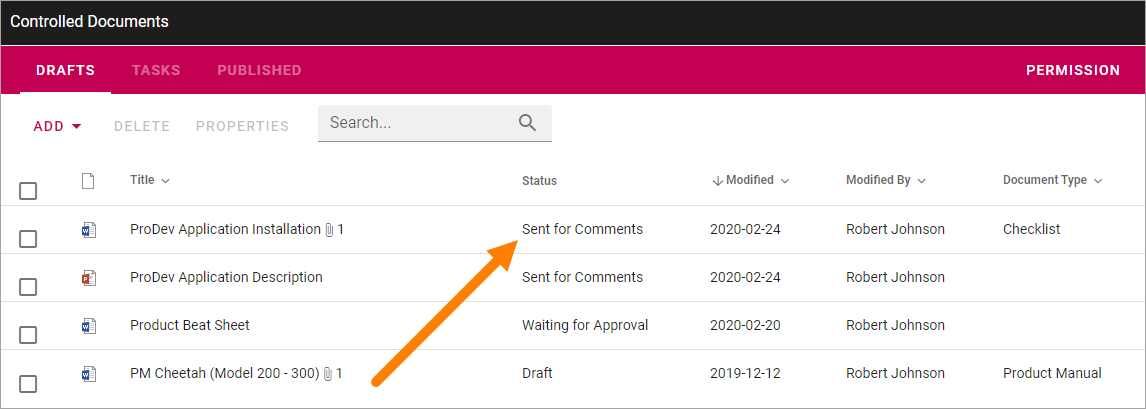 Controlled Documents
DRAFTS TASKS PUBLISHED PERMISSION
ADD DELETE PROPERTIES Search...
Title Status Modified Modified By Document Type
ProDev Application Installation 1 Sent for Comments 2020-02-24 Robert Johnson Checklist
ProDev Application Description Sent for Comments 2020-02-24 Robert Johnson
Product Beat Sheet Waiting for Approval 2020-02-20 Robert Johnson
PM Cheetah (Model 200 - 300) 1 Draft 2019-12-12 Robert Johnson Product Manual